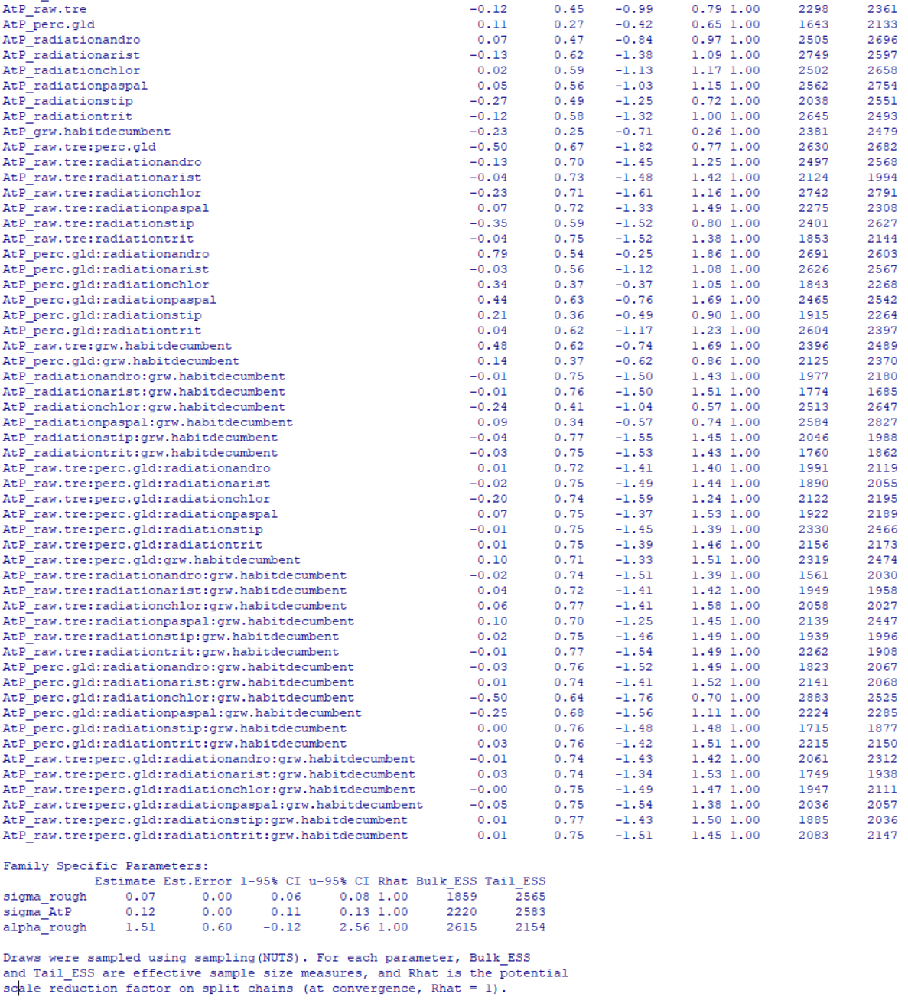 AtP_raw.tre -0.12 0.45 -0.99 0.79 1.00 2298 2361
AtP_perc.gld 0.11 0.27 -0.42 0.65 1.00 1643 2133
AtP_radiationandro 0.07 0.47 -0.84 0.97 1.00 2505 2696
AtP_radiationarist -0.13 0.62 -1.38 1.09 1.00 2749 2597
AtP_radiationchlor 0.02 0.59 -1.13 1.17 1.00 2502 2658
AtP_radiationpaspal 0.05 0.56 -1.03 1.15 1.00 2562 2754
AtP_radiationstip -0.27 0.49 -1.25 0.72 1.00 2038 2551
AtP_radiationtrit -0.12 0.58 -1.32 1.00 1.00 2645 2493
AtP_grw.habitdecumbent -0.23 0.25 -0.71 0.26 1.00 2381 2479
AtP_raw.tre:perc.gld -0.50 0.67 -1.82 0.77 1.00 2630 2682
AtP_raw.tre:radiationandro -0.13 0.70 -1.45 1.25 1.00 2497 2568
AtP_raw.tre:radiationarist -0.04 0.73 -1.48 1.42 1.00 2124 1994
AtP_raw.tre:radiationchlor -0.23 0.71 -1.61 1.16 1.00 2742 2791
AtP_raw.tre:radiationpaspal 0.07 0.72 -1.33 1.49 1.00 2275 2308
AtP_raw.tre:radiationstip -0.35 0.59 -1.52 0.80 1.00 2401 2627
AtP_raw.tre:radiationtrit -0.04 0.75 -1.52 1.38 1.00 1853 2144
AtP_perc.gld:radiationandro 0.79 0.54 -0.25 1.86 1.00 2691 2603
AtP_perc.gld:radiationarist -0.03 0.56 -1.12 1.08 1.00 2626 2567
AtP_perc.gld:radiationchlor 0.34 0.37 -0.37 1.05 1.00 1843 2268
AtP_perc.gld:radiationpaspal 0.44 0.63 -0.76 1.69 1.00 2465 2542
AtP_perc.gld:radiationstip 0.21 0.36 -0.49 0.90 1.00 1915 2264
AtP_perc.gld:radiationtrit 0.04 0.62 -1.17 1.23 1.00 2604 2397
AtP_raw.tre:grw.habitdecumbent 0.48 0.62 -0.74 1.69 1.00 2396 2489
AtP_perc.gld:grw.habitdecumbent 0.14 0.37 -0.62 0.86 1.00 2125 2370
AtP_radiationandro:grw.habitdecumbent -0.01 0.75 -1.50 1.43 1.00 1977 2180
AtP_radiationarist:grw.habitdecumbent -0.01 0.76 -1.50 1.51 1.00 1774 1685
AtP_radiationchlor:grw.habitdecumbent -0.24 0.41 -1.04 0.57 1.00 2513 2647
AtP_radiationpaspal:grw.habitdecumbent 0.09 0.34 -0.57 0.74 1.00 2584 2827
AtP_radiationstip:grw.habitdecumbent -0.04 0.77 -1.55 1.45 1.00 2046 1988
AtP_radiationtrit:grw.habitdecumbent -0.03 0.75 -1.53 1.43 1.00 1760 1862
AtP_raw.tre:perc.gld:radiationandro 0.01 0.72 -1.41 1.40 1.00 1991 2119
AtP_raw.tre:perc.gld:radiationarist -0.02 0.75 -1.49 1.44 1.00 1890 2055
AtP_raw.tre:perc.gld:radiationchlor -0.20 0.74 -1.59 1.24 1.00 2122 2195
AtP_raw.tre:perc.gld:radiationpaspal 0.07 0.75 -1.37 1.53 1.00 1922 2189
AtP_raw.tre:perc.gld:radiationstip -0.01 0.75 -1.45 1.39 1.00 2330 2466
AtP_raw.tre:perc.gld:radiationtrit 0.01 0.75 -1.39 1.46 1.00 2156 2173
AtP_raw.tre:perc.gld:grw.habitdecumbent 0.10 0.71 -1.33 1.51 1.00 2319 2474
AtP_raw.tre:radiationandro:grw.habitdecumbent -0.02 0.74 -1.51 1.39 1.00 1561 2030
AtP_raw.tre:radiationarist:grw.habitdecumbent 0.04 0.72 -1.41 1.42 1.00 1949 1958
AtP_raw.tre:radiationchlor:grw.habitdecumbent 0.06 0.77 -1.41 1.58 1.00 2058 2027
AtP_raw.tre:radiationpaspal:grw.habitdecumbent 0.10 0.70 -1.25 1.45 1.00 2139 2447
AtP_raw.tre:radiationstip:grw.habitdecumbent 0.02 0.75 -1.46 1.49 1.00 1939 1996
AtP_raw.tre:radiationtrit:grw.habitdecumbent -0.01 0.77 -1.54 1.49 1.00 2262 1908
AtP_perc.gld:radiationandro:grw.habitdecumbent -0.03 0.76 -1.52 1.49 1.00 1823 2067
AtP_perc.gld:radiationarist:grw.habitdecumbent 0.01 0.74 -1.41 1.52 1.00 2141 2068
AtP_perc.gld:radiationchlor:grw.habitdecumbent -0.50 0.64 -1.76 0.70 1.00 2883 2525
AtP_perc.gld:radiationpaspal:grw.habitdecumbent -0.25 0.68 -1.56 1.11 1.00 2224 2285
AtP_perc.gld:radiationstip:grw.habitdecumbent 0.00 0.76 -1.48 1.48 1.00 1715 1877
AtP_perc.gld:radiationtrit:grw.habitdecumbent 0.03 0.76 -1.42 1.51 1.00 2215 2150
AtP_raw.tre:perc.gld:radiationandro:grw.habitdecumbent -0.01 0.74 -1.43 1.42 1.00 2061 2312
AtP_raw.tre:perc.gld:radiationarist:grw.habitdecumbent 0.03 0.74 -1.34 1.53 1.00 1749 1938
AtP_raw.tre:perc.gld:radiationchlor:grw.habitdecumbent -0.00 0.75 -1.49 1.47 1.00 1947 2111
AtP_raw.tre:perc.gld:radiationpaspal:grw.habitdecumbent -0.05 0.75 -1.54 1.38 1.00 2036 2057
AtP_raw.tre:perc.gld:radiationstip:grw.habitdecumbent 0.01 0.77 -1.43 1.50 1.00 1885 2036
AtP_raw.tre:perc.gld:radiationtrit:grw.habitdecumbent 0.01 0.75 -1.51 1.45 1.00 2083 2147
Family Specific Parameters:
Estimate Est.Error l-95% CI u-95% CI Rhat Bulk_ESS Tail_ESS
sigma_rough 0.07 0.00 0.06 0.08 1.00 1859 2565
sigma_AtP 0.12 0.00 0.11 0.13 1.00 2220 2583
alpha_rough 1.51 0.60 -0.12 2.56 1.00 2615 2154
Draws were sampled using sampling(NUTS). For each parameter, Bulk_ESS
and Tail_ESS are effective sample size measures, and Rhat is the potential
scale reduction factor on split chains (at convergence, Rhat = 1).